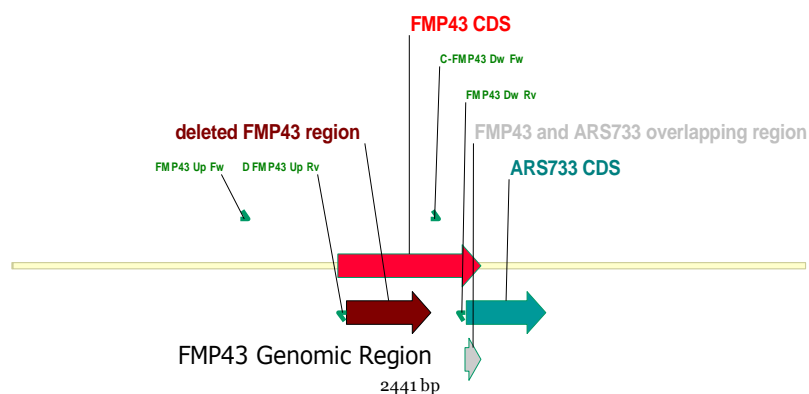 FMP43 CDS
C-FMP43 Dw Fw
FMP43 Dw Rv
deleted FMP43 region
FMP43 and ARS733 overlapping region
FMP43 Up Fw
D FMP43 Up Rv
ARS733 CDS
FMP43 Genomic Region
2441 bp